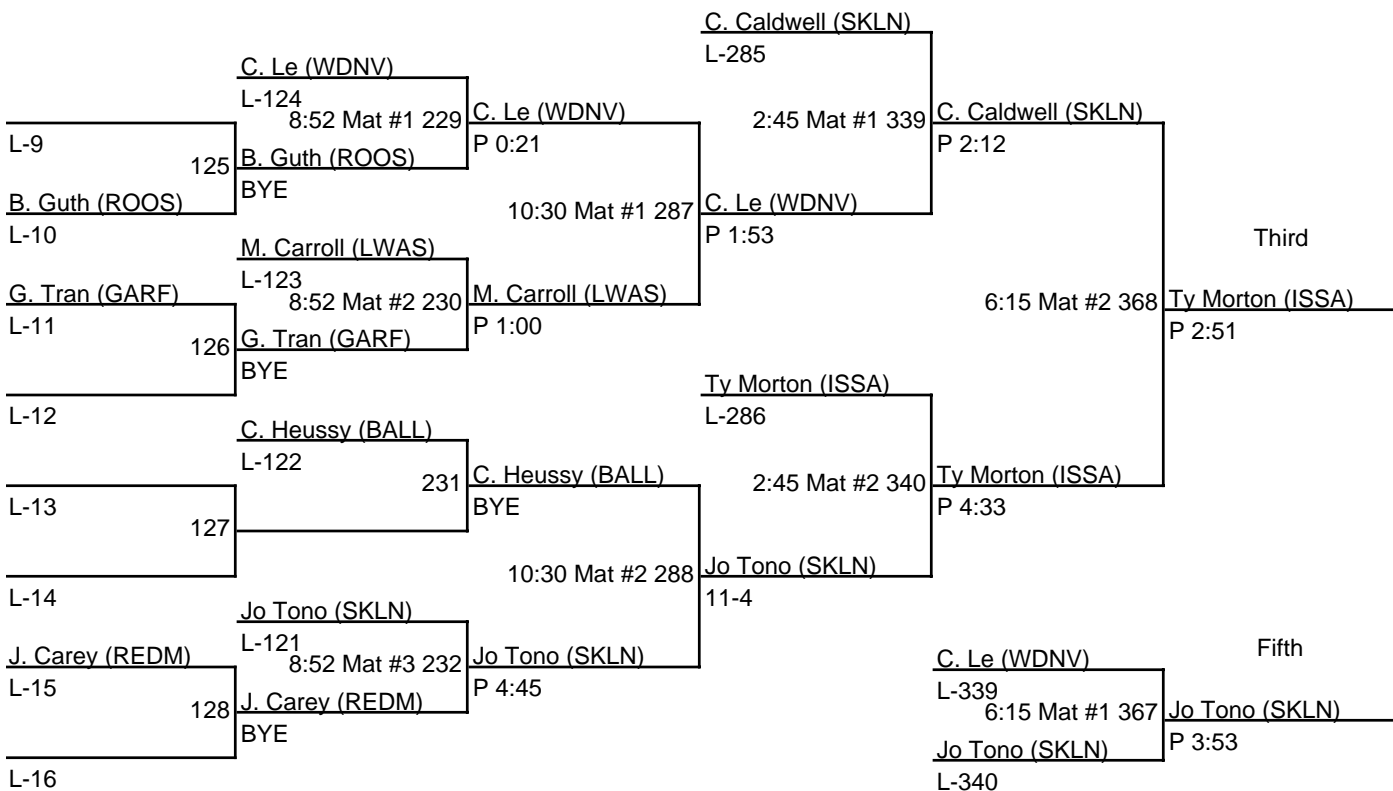 C. Caldwell (SKLN)
L-285
C. Le (WDNV)
L-124
8:52 Mat #1 229
C. Le (WDNV)
P 0:21
2:45 Mat #1 339
C. Caldwell (SKLN)
P 2:12
L-9
125
B. Guth (ROOS)
BYE
B. Guth (ROOS)
L-10
10:30 Mat #1 287
C. Le (WDNV)
P 1:53
Third
M. Carroll (LWAS)
L-123
G. Tran (GARF)
L-11
8:52 Mat #2 230
M. Carroll (LWAS)
P 1:00
6:15 Mat #2 368
Ty Morton (ISSA)
P 2:51
126
G. Tran (GARF)
BYE
L-12
Ty Morton (ISSA)
L-286
C. Heussy (BALL)
L-122
231
C. Heussy (BALL)
BYE
2:45 Mat #2 340
Ty Morton (ISSA)
P 4:33
L-13
127
L-14
10:30 Mat #2 288
Jo Tono (SKLN)
11-4
Jo Tono (SKLN)
L-121
J. Carey (REDM)
L-15
8:52 Mat #3 232
Jo Tono (SKLN)
P 4:45
128
J. Carey (REDM)
BYE
L-16
Fifth
C. Le (WDNV)
L-339
6:15 Mat #1 367
Jo Tono (SKLN)
P 3:53
Jo Tono (SKLN)
L-340